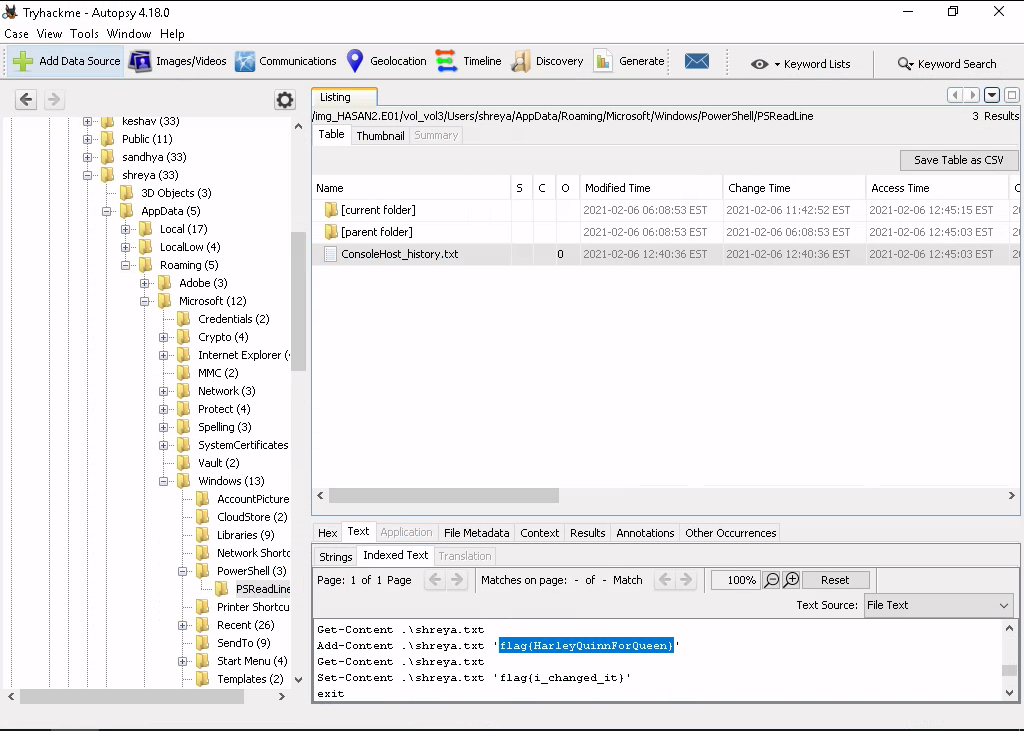 Tryhackme - Autopsy 4.18.0
Case View Tools Window Help
Add Data Source Images/Videos Communications Geolocation Timeline Discovery Generate Keyword Lists Keyword Search
Listing
/img_HASAN2.E01/vol_vol3/Users/shreya/AppData/Roaming/Microsoft/Windows/PowerShell/PSReadLine 3 Results
Table Thumbnail Summary
Save Table as CSV
Name S C O Modified Time Change Time Access Time C
[current folder] 2021-02-06 06:08:53 EST 2021-02-06 11:42:52 EST 2021-02-06 12:45:15 EST 20
[parent folder] 2021-02-06 06:08:53 EST 2021-02-06 06:08:53 EST 2021-02-06 12:45:03 EST 20
ConsoleHost_history.txt 0 2021-02-06 12:40:36 EST 2021-02-06 12:40:36 EST 2021-02-06 12:45:03 EST 20
keshav (33)
Public (11)
sandhya (33)
shreya (33)
3D Objects (3)
AppData (5)
Local (17)
LocalLow (4)
Roaming (5)
Adobe (3)
Microsoft (12)
Credentials (2)
Crypto (4)
Internet Explorer (
MMC (2)
Network (3)
Protect (4)
Spelling (3)
SystemCertificates
Vault (2)
Windows (13)
AccountPicture
CloudStore (2)
Libraries (9)
Network Shortc
PowerShell (3)
PSReadLine
Printer Shortcu
Recent (26)
SendTo (9)
Start Menu (4)
Templates (2)
Hex Text Application File Metadata Context Results Annotations Other Occurrences
Strings Indexed Text Translation
Page: 1 of 1 Page Matches on page: - of - Match 100% Reset
Text Source: File Text
Get-Content .\shreya.txt
Add-Content .\shreya.txt 'flag{HarleyQuinnForQueen}'
Get-Content .\shreya.txt
Set-Content .\shreya.txt 'flag{i_changed_it}'
exit